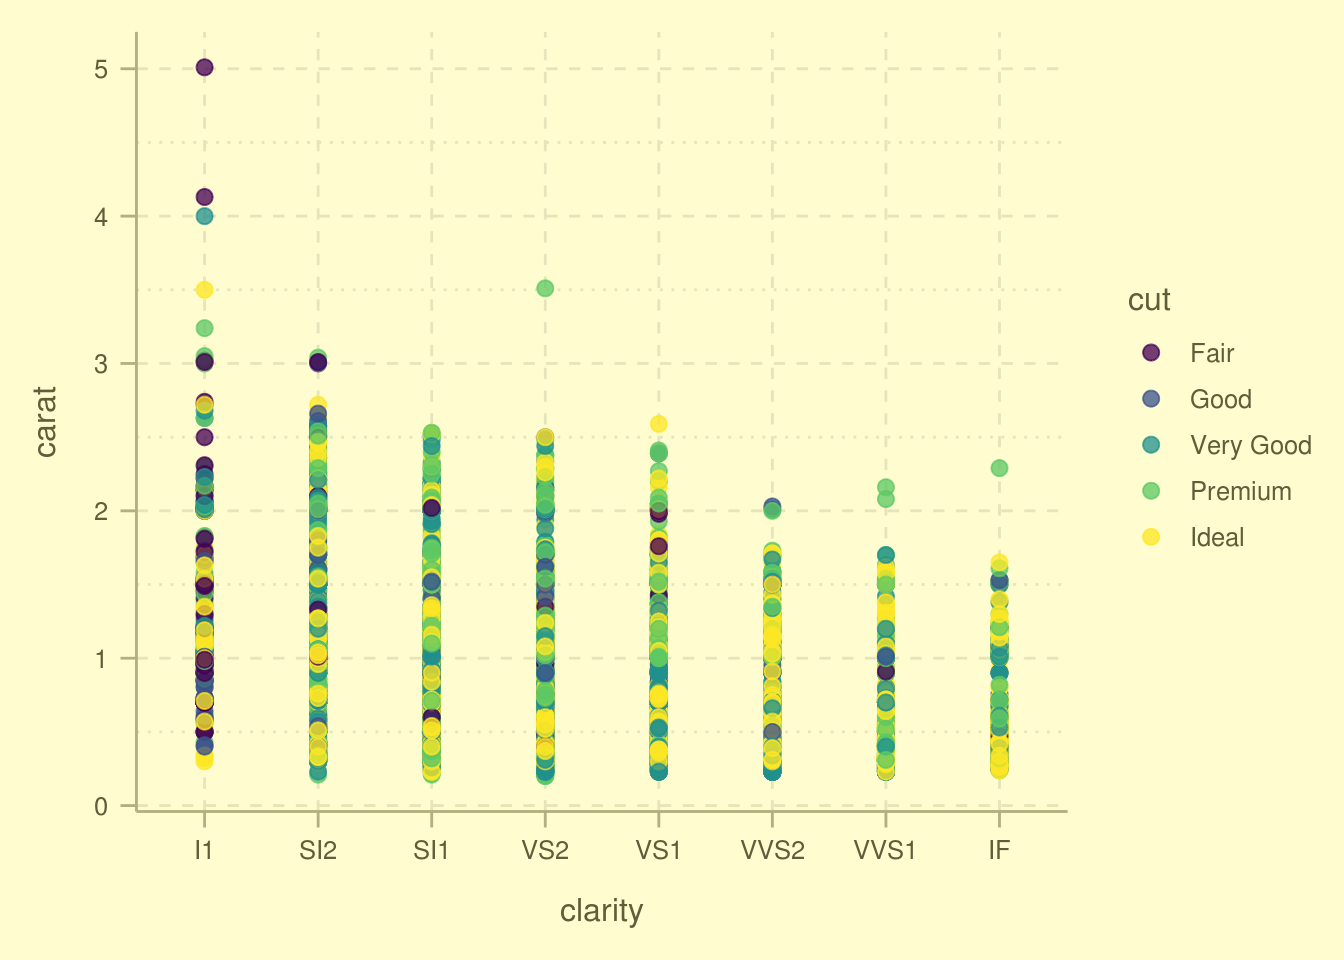 5
4
3
2
1
0
carat
I1 SI2 SI1 VS2 VS1 VVS2 VVS1 IF
clarity
cut
Fair
Good
Very Good
Premium
Ideal